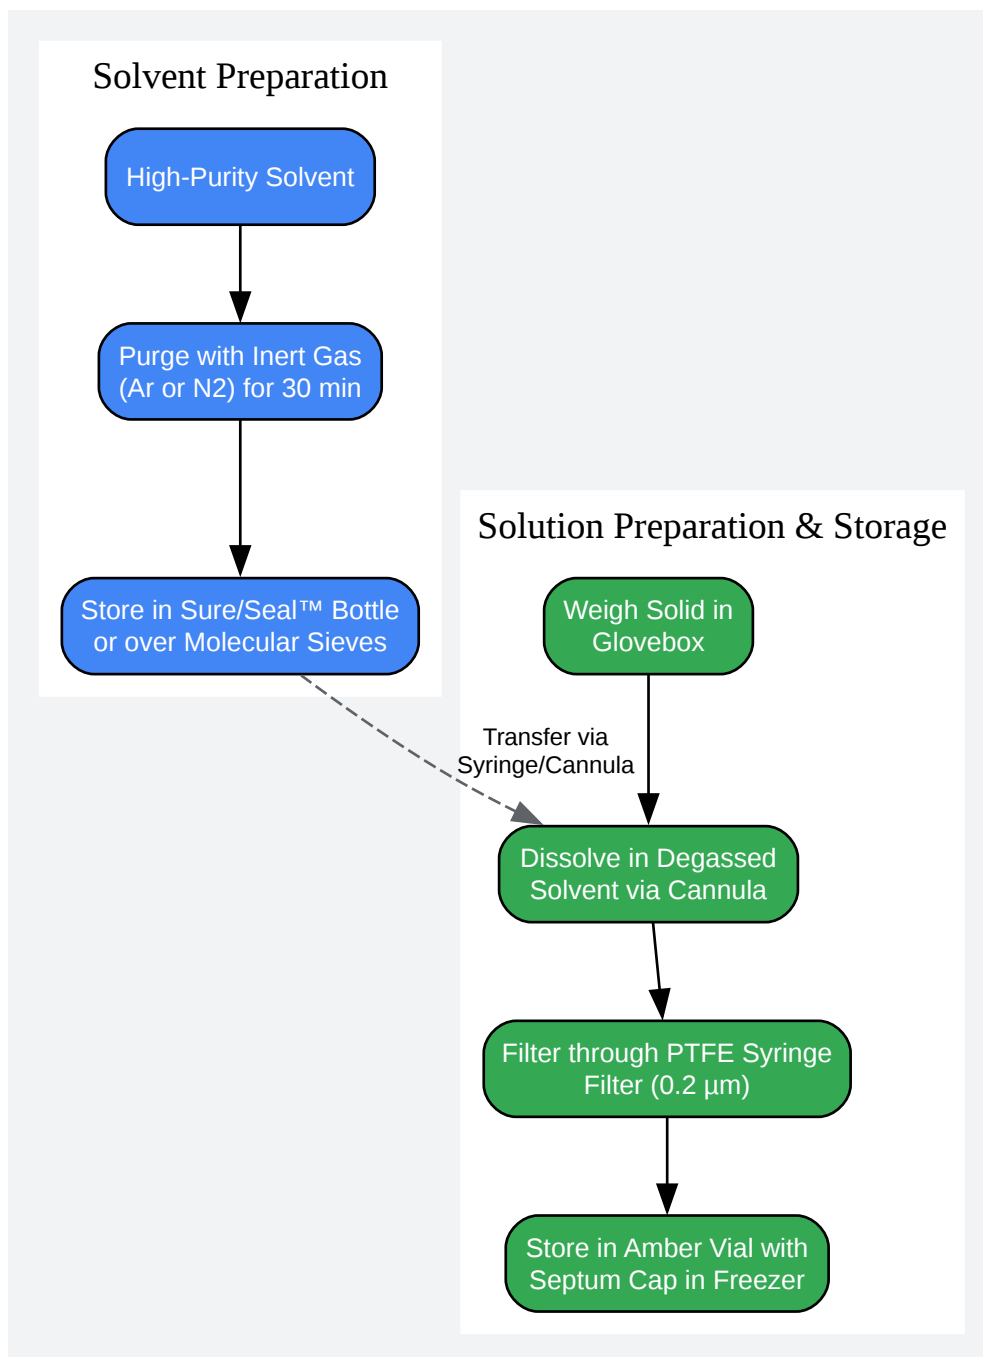 Solvent Preparation
High-Purity Solvent
Purge with Inert Gas
(Ar or N2) for 30 min
Store in Sure/Seal™ Bottle
or over Molecular Sieves
Solution Preparation & Storage
Weigh Solid in
Glovebox
Transfer via
Syringe/Cannula
Dissolve in Degassed
Solvent via Cannula
Filter through PTFE Syringe
Filter (0.2 µm)
Store in Amber Vial with
Septum Cap in Freezer